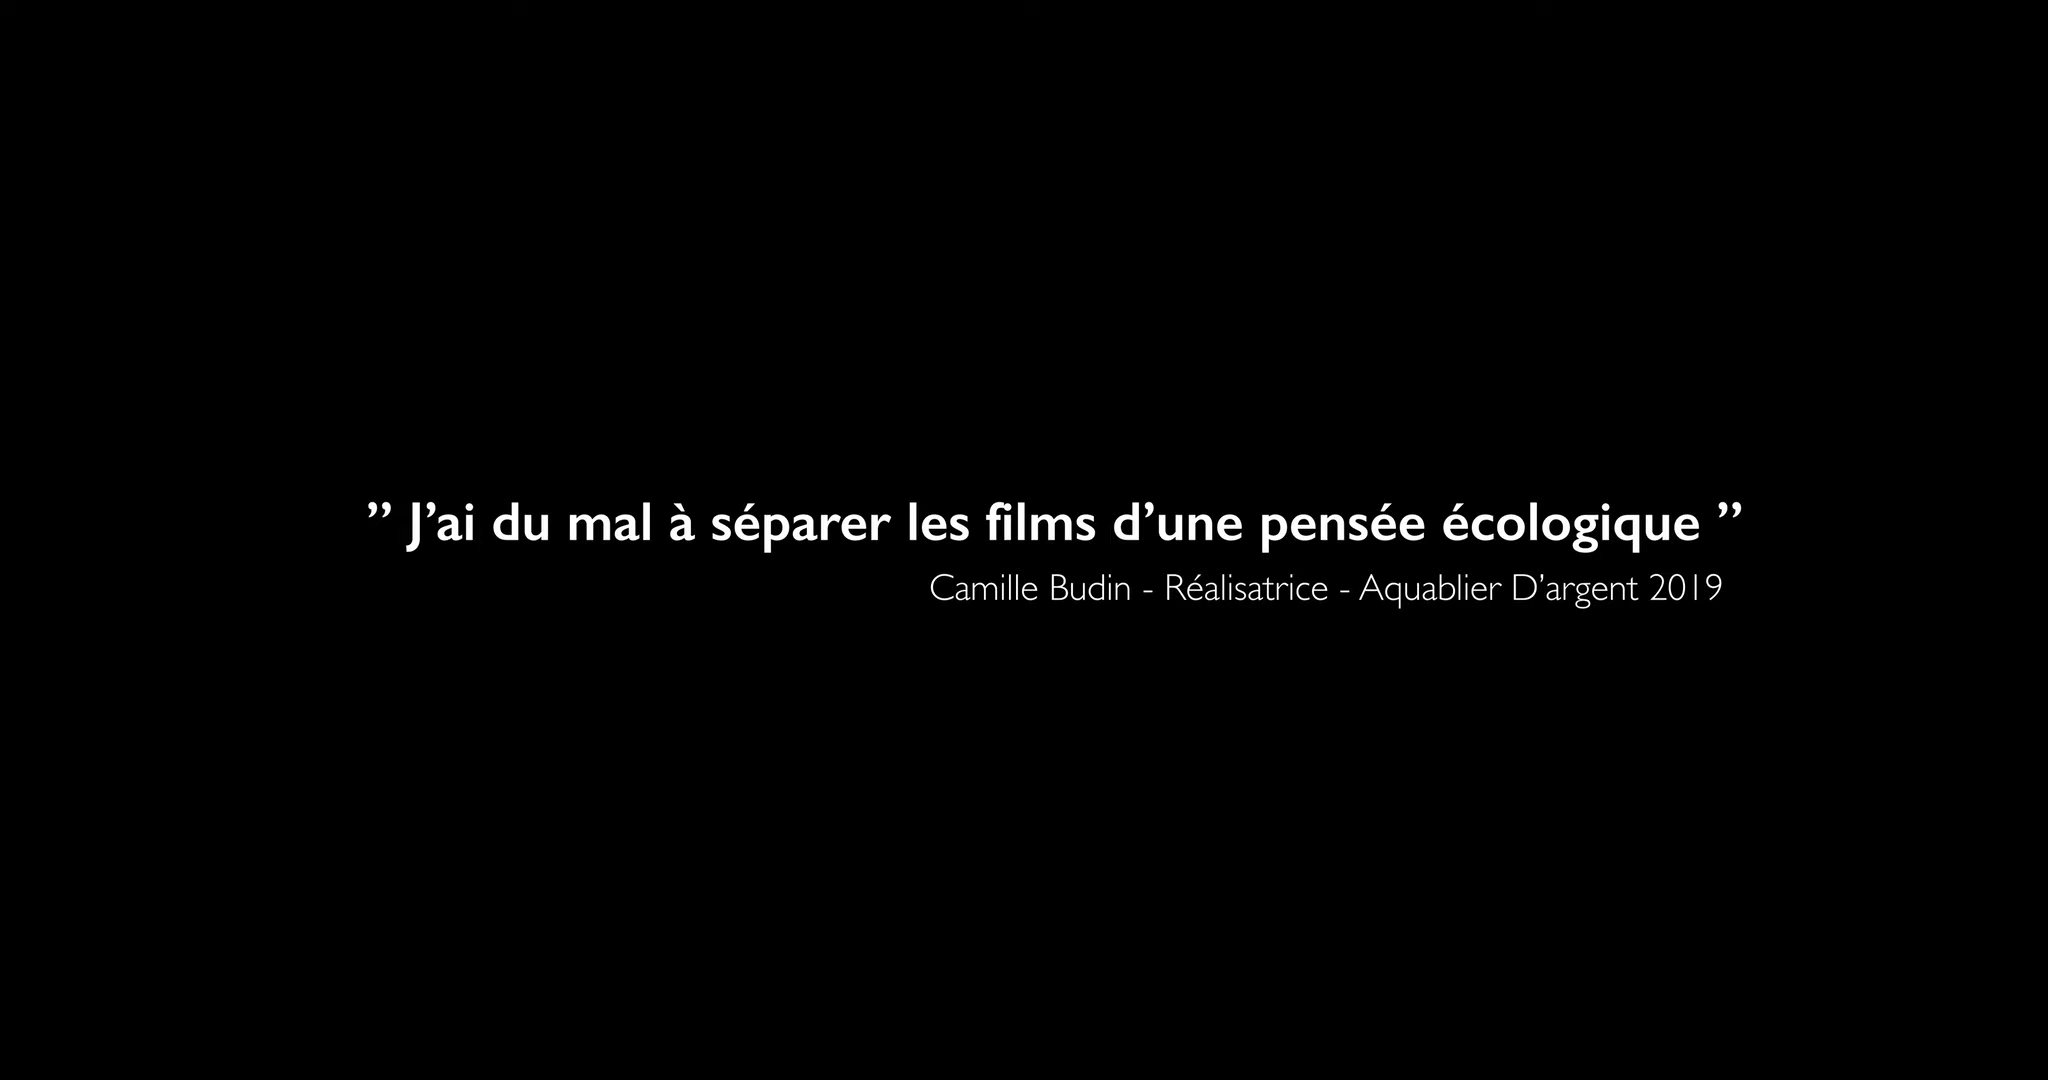 ” J’ai du mal à séparer les films d’une pensée écologique ”
Camille Budin - Réalisatrice - Aquablier D’argent 2019